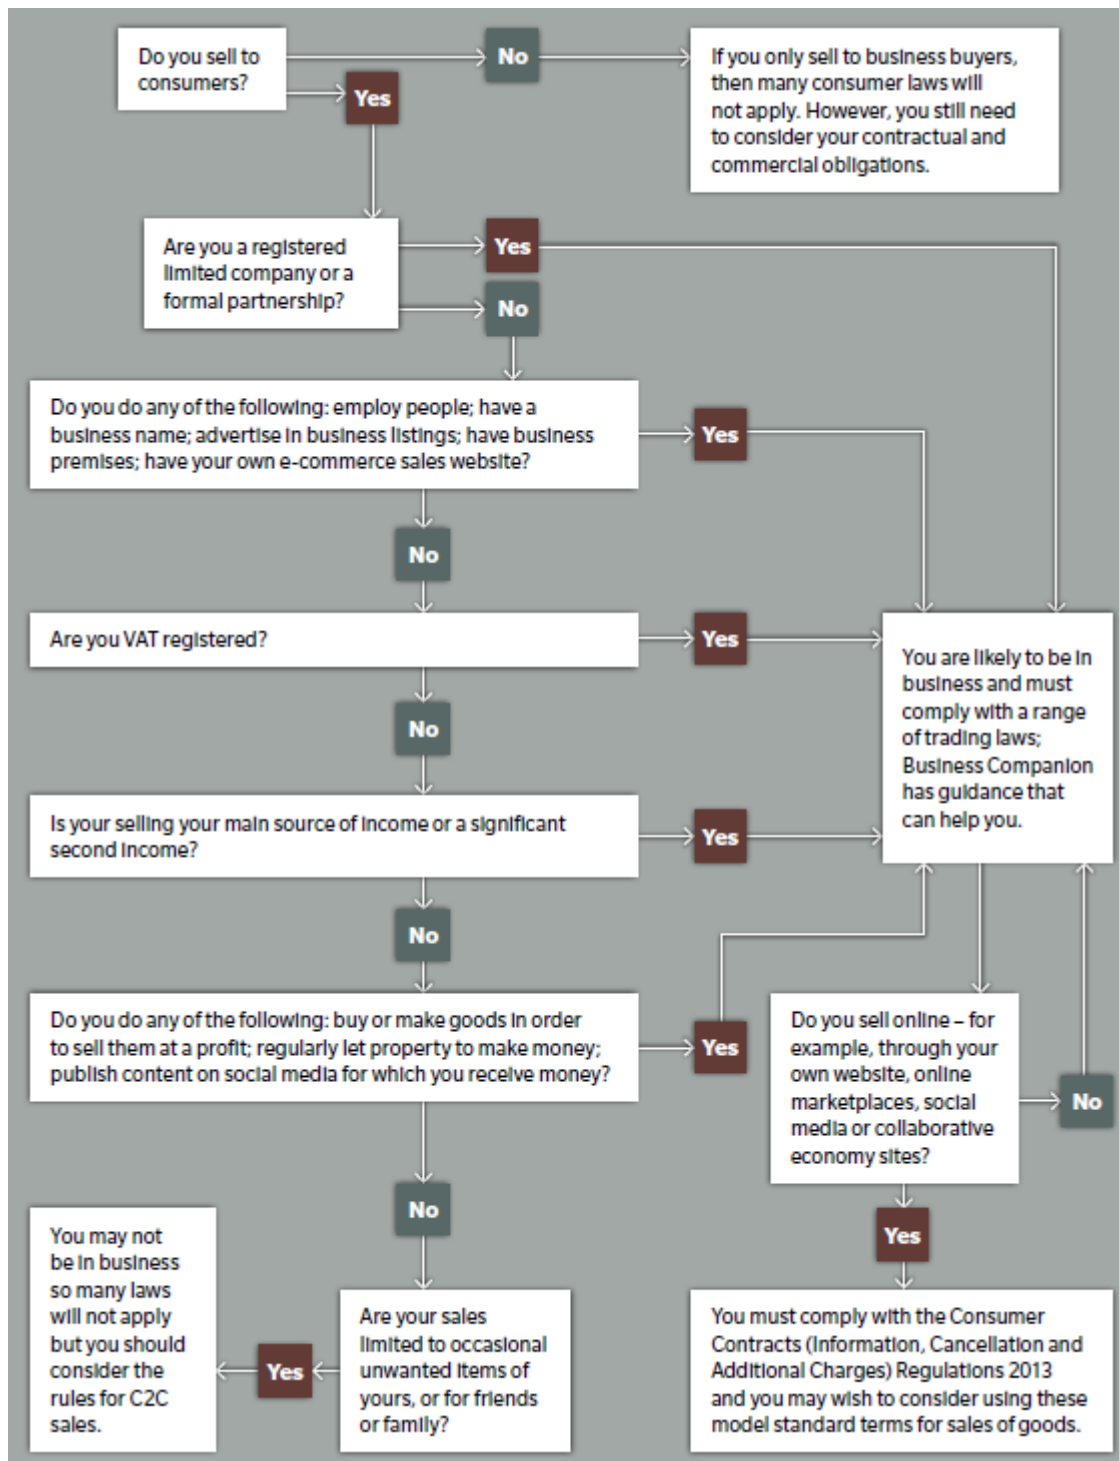 Do you sell to
consumers?
No
If you only sell to business buyers,
then many consumer laws will
not apply. However, you still need
to consider your contractual and
commercial obligations.
Yes
Are you a registered
limited company or a
formal partnership?
Yes
No
Do you do any of the following: employ people; have a
business name; advertise in business listings; have business
premises; have your own e-commerce sales website?
Yes
No
Are you VAT registered?
Yes
You are likely to be in
business and must
comply with a range
of trading laws;
Business Companion
has guidance that
can help you.
No
Is your selling your main source of income or a significant
second income?
Yes
No
Do you do any of the following: buy or make goods in order
to sell them at a profit; regularly let property to make money;
publish content on social media for which you receive money?
Yes
Do you sell online – for
example, through your
own website, online
marketplaces, social
media or collaborative
economy sites?
No
No
Yes
You may not
be in business
so many laws
will not apply
but you should
consider the
rules for C2C
sales.
Yes
Are your sales
limited to occasional
unwanted items of
yours, or for friends
or family?
You must comply with the Consumer
Contracts (Information, Cancellation and
Additional Charges) Regulations 2013
and you may wish to consider using these
model standard terms for sales of goods.